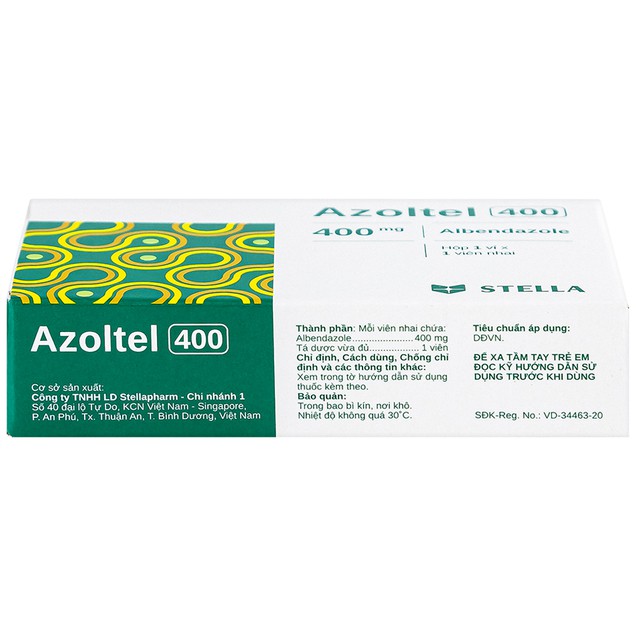 Azoltel 400
400 mg
Albendazole
Hộp 1 vỉ x
1 viên nhai
STELLA
Azoltel 400
Cơ sở sản xuất:
Công ty TNHH LD Stellapharm - Chi nhánh 1
Số 40 đại lộ Tự Do, KCN Việt Nam - Singapore,
P. An Phú, Tx. Thuận An, T. Bình Dương, Việt Nam
Thành phần: Mỗi viên nhai chứa:
Albendazole......................400 mg
Tá dược vừa đủ..................1 viên
Chỉ định, Cách dùng, Chống chỉ
định và các thông tin khác:
Xem trong tờ hướng dẫn sử dụng
thuốc kèm theo.
Bảo quản:
Trong bao bì kín, nơi khô.
Nhiệt độ không quá 30°C.
Tiêu chuẩn áp dụng:
DĐVN.
ĐỂ XA TẦM TAY TRẺ EM
ĐỌC KỸ HƯỚNG DẪN SỬ
DỤNG TRƯỚC KHI DÙNG
SĐK-Reg. No.: VD-34463-20